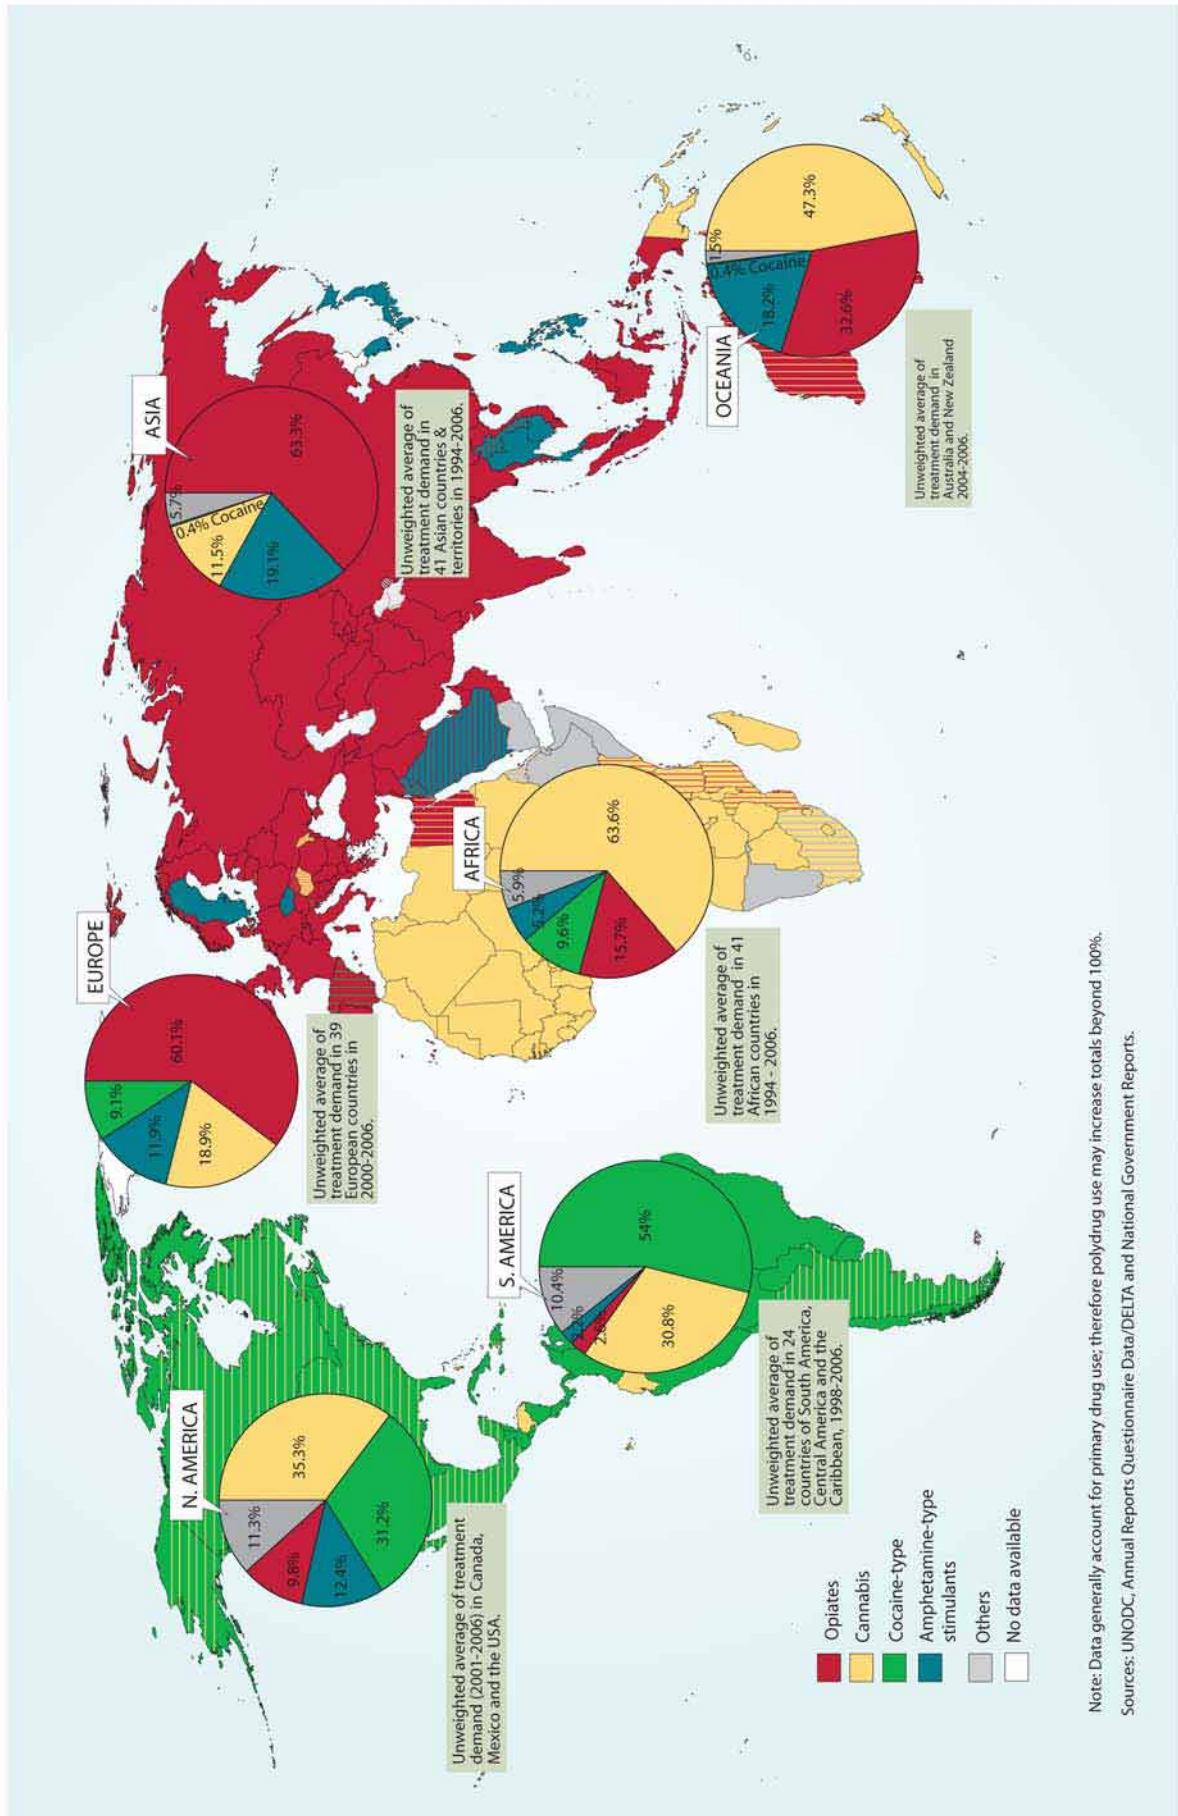 N. AMERICA
35.3%
31.2%
12.4%
9.8%
11.3%
Unweighted average of treatment
demand (2001-2006) in Canada,
Mexico and the USA.
S. AMERICA
54%
30.8%
10.4%
Unweighted average of
treatment demand in 24
countries of South America,
Central America and the
Caribbean, 1998-2006.
EUROPE
60.1%
18.9%
11.9%
9.1%
Unweighted average of
treatment demand in 39
European countries in
2000-2006.
AFRICA
63.6%
15.7%
9.6%
5.9%
Unweighted average of
treatment demand in 41
African countries in
1994 - 2006.
ASIA
63.3%
19.1%
11.5%
0.4% Cocaine
5.7%
Unweighted average of
treatment demand in
41 Asian countries &
territories in 1994-2006.
OCEANIA
47.3%
32.6%
18.2%
0.4% Cocaine
1.5%
Unweighted average of
treatment demand in
Australia and New Zealand
2004-2006.
Opiates
Cannabis
Cocaine-type
Amphetamine-type
stimulants
Others
No data available
Note: Data generally account for primary drug use; therefore polydrug use may increase totals beyond 100%.
Sources: UNODC, Annual Reports Questionnaire Data/DELTA and National Government Reports.